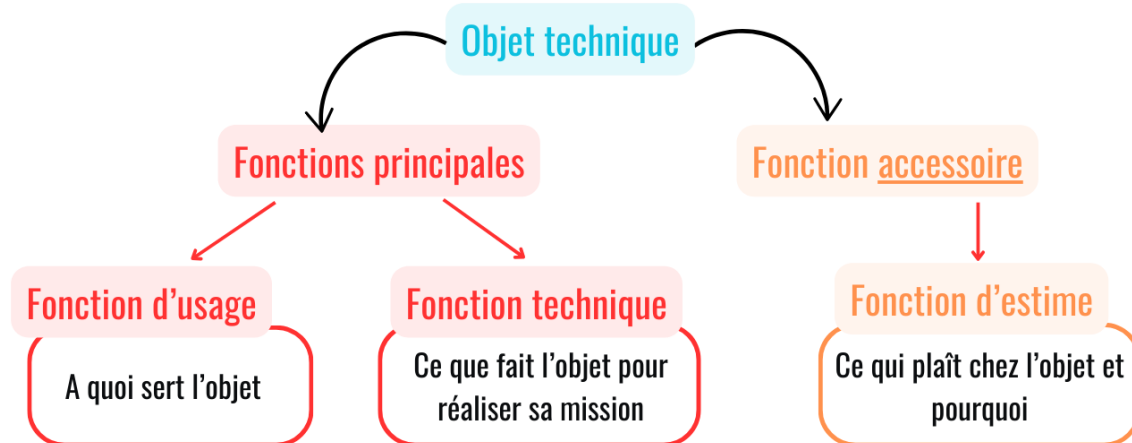 Objet technique
Fonctions principales
Fonction accessoire
Fonction d’usage
A quoi sert l’objet
Fonction technique
Ce que fait l’objet pour
réaliser sa mission
Fonction d’estime
Ce qui plaît chez l’objet et
pourquoi